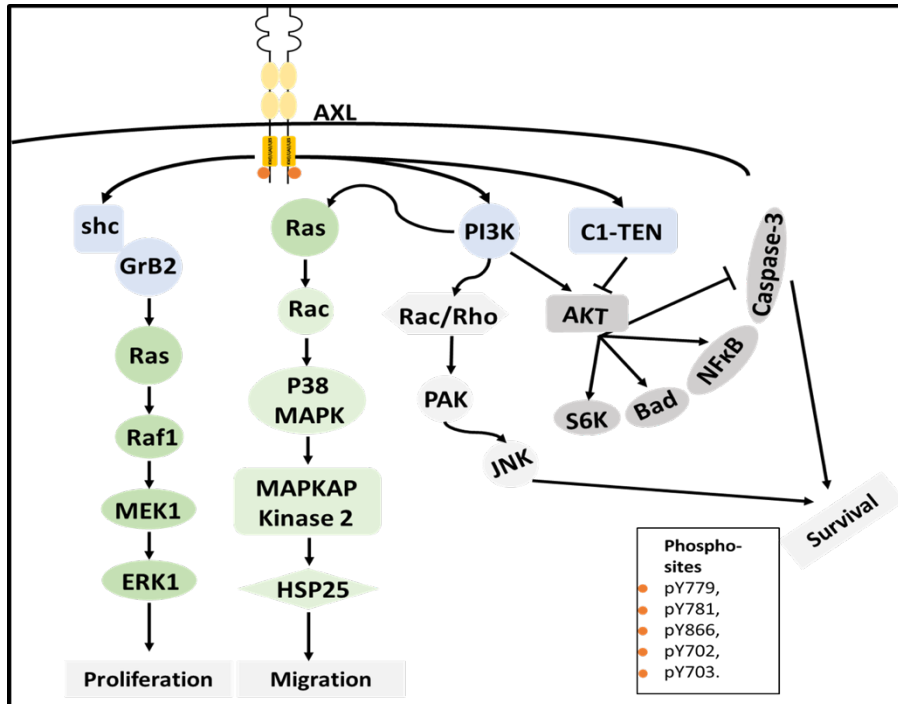 AXL
shc
GrB2
Ras
Raf1
MEK1
ERK1
Proliferation
Ras
Rac
P38
MAPK
MAPKAP
Kinase 2
HSP25
Migration
PI3K
Rac/Rho
PAK
JNK
C1-TEN
AKT
S6K
Bad
NFκB
Caspase-3
Survival
Phospho-
sites
pY779,
pY781,
pY866,
pY702,
pY703.